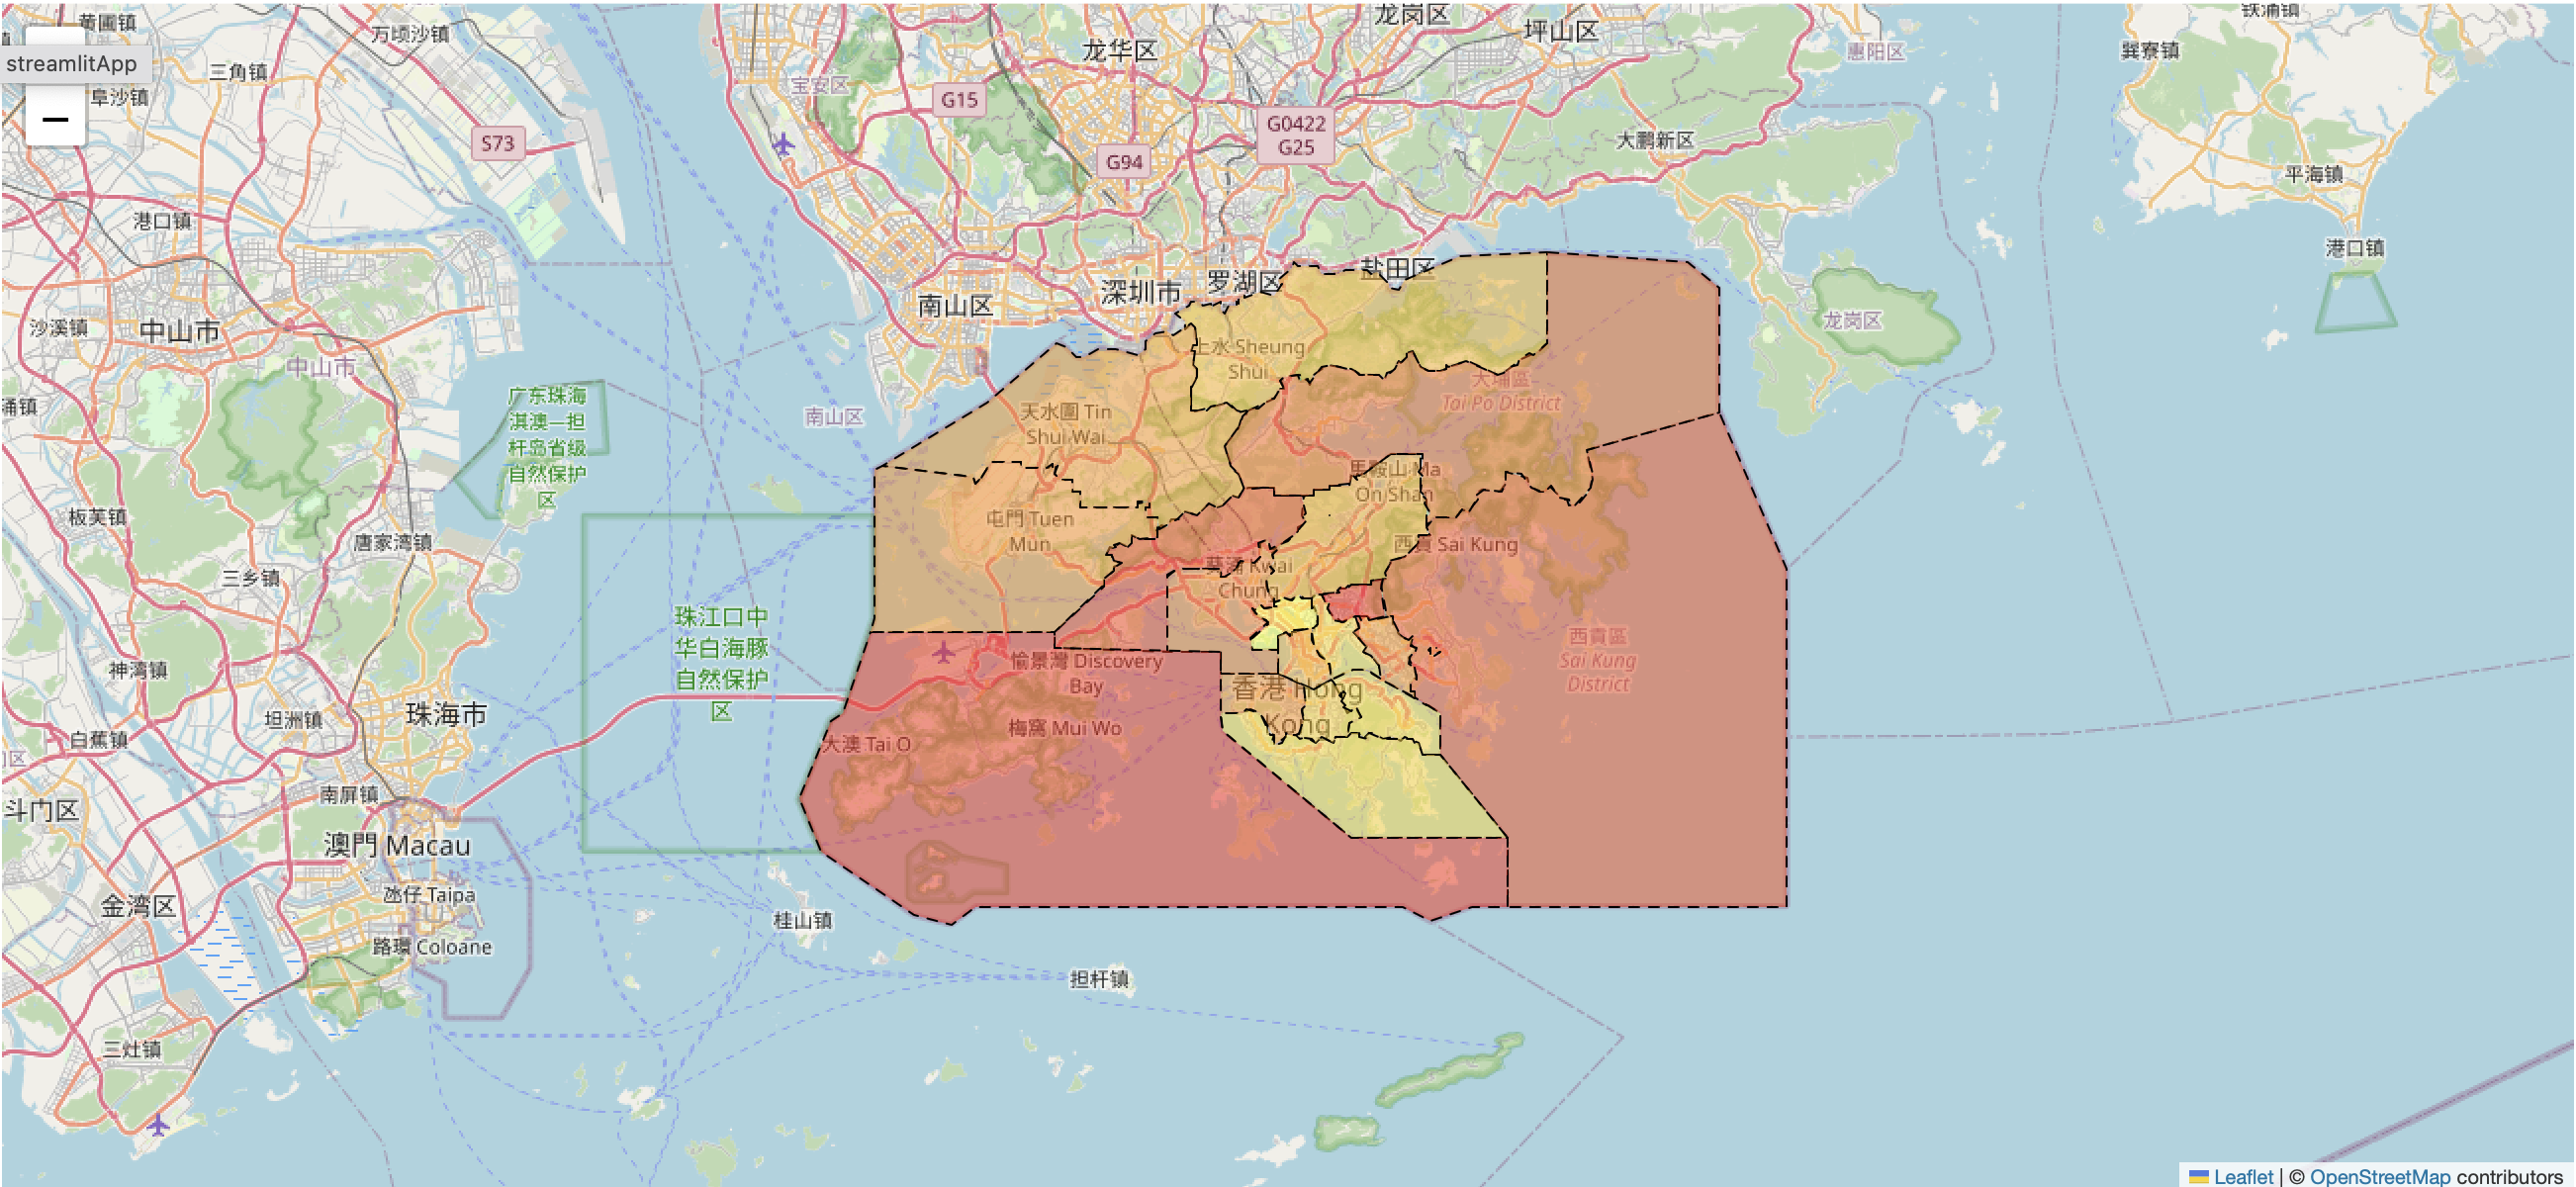 黄圃镇
万顷沙镇
龙华区
龙岗区
坪山区
惠阳区
巽寮镇
铁涌镇
streamlitApp
三角镇
阜沙镇
−
宝安区
G15
S73
G94
G0422
G25
大鹏新区
平海镇
港口镇
港口镇
南山区
深圳市
罗湖区
盐田区
龙岗区
沙溪镇
中山市
中山市
广东珠海
淇澳—担
杆岛省级
自然保护
区
南山区
上水 Sheung
Shui
大埔區
Tai Po District
天水圍 Tin
Shui Wai
馬鞍山 Ma
On Shan
涌镇
板芙镇
唐家湾镇
屯門 Tuen
Mun
西貢 Sai Kung
葵涌 Kwai
Chung
三乡镇
珠江口中
华白海豚
自然保护
区
神湾镇
愉景灣 Discovery
Bay
西貢區
Sai Kung
District
香港 Hong
Kong
坦洲镇
珠海市
白蕉镇
梅窩 Mui Wo
大澳 Tai O
斗门区
南屏镇
澳門 Macau
氹仔 Taipa
金湾区
路環 Coloane
桂山镇
担杆镇
三灶镇
Leaflet | © OpenStreetMap contributors